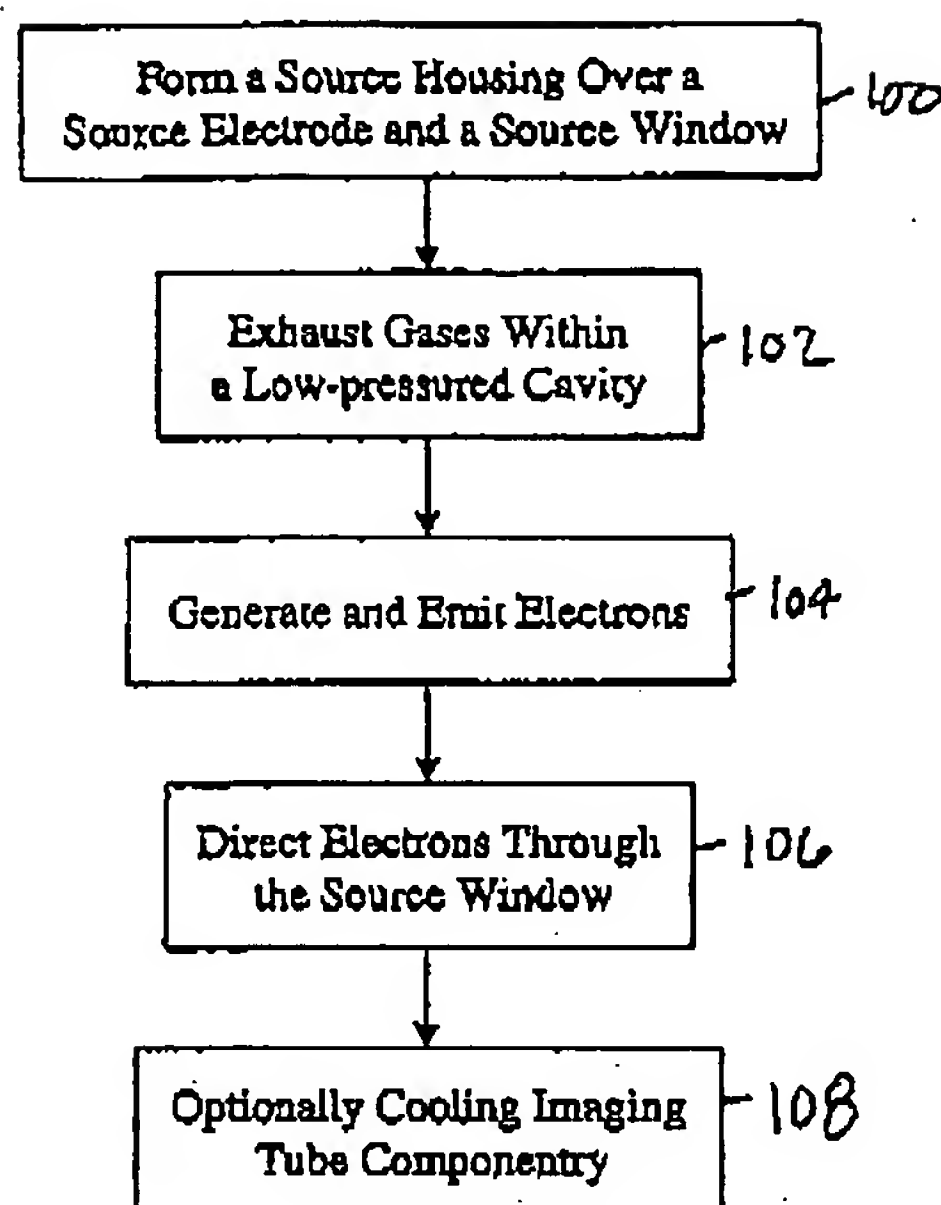 Form a Source Housing Over a
Source Electrode and a Source Window
100
Exhaust Gases Within
a Low-pressured Cavity
102
Generate and Emit Electrons
104
Direct Electrons Through
the Source Window
106
Optionally Cooling Imaging
Tube Componentry
108